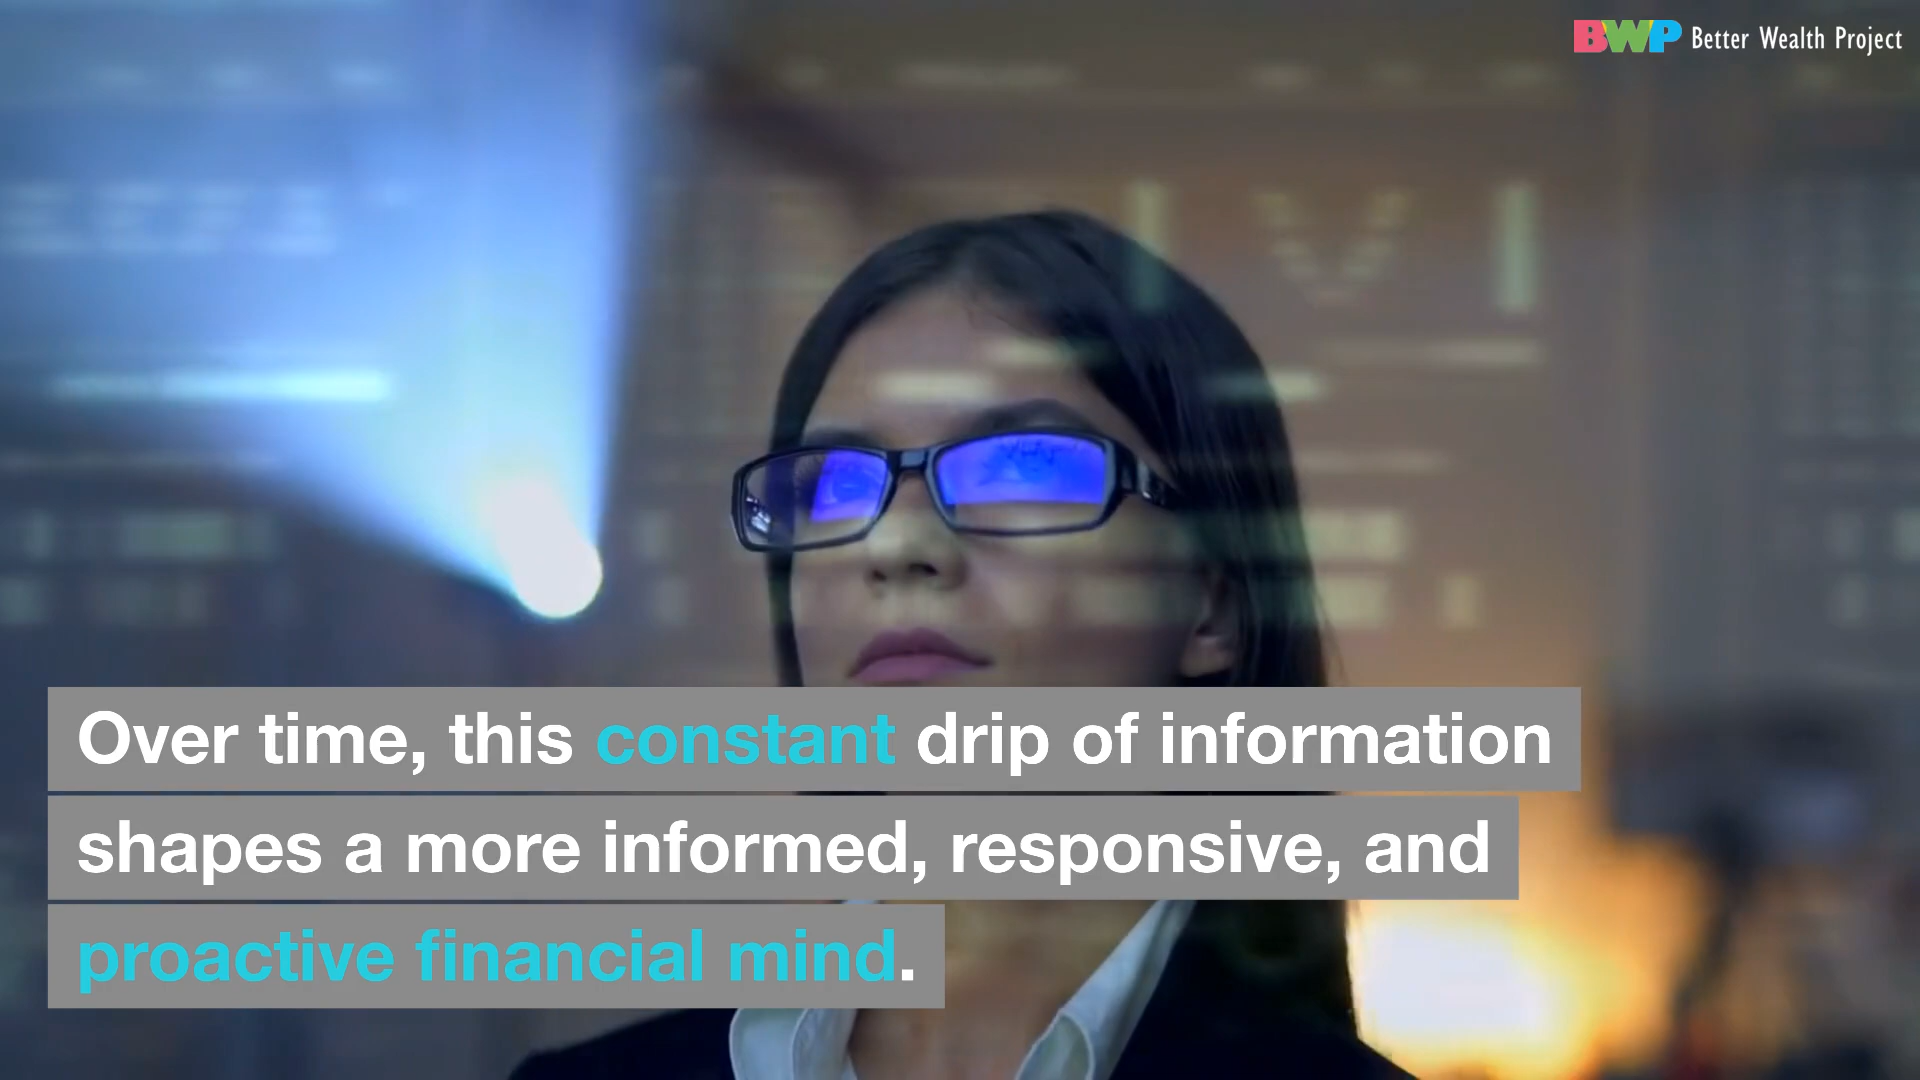 BWP Better Wealth Project
Over time, this constant drip of information
shapes a more informed, responsive, and
proactive financial mind.